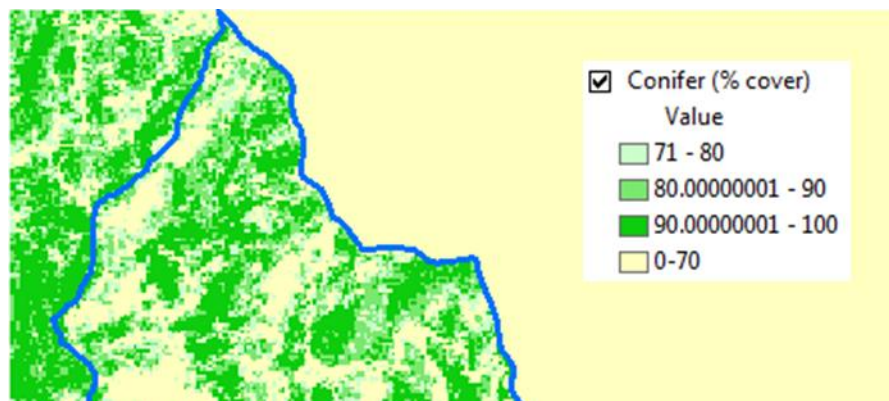 Conifer (% cover)
Value
71 - 80
80.00000001 - 90
90.00000001 - 100
0-70